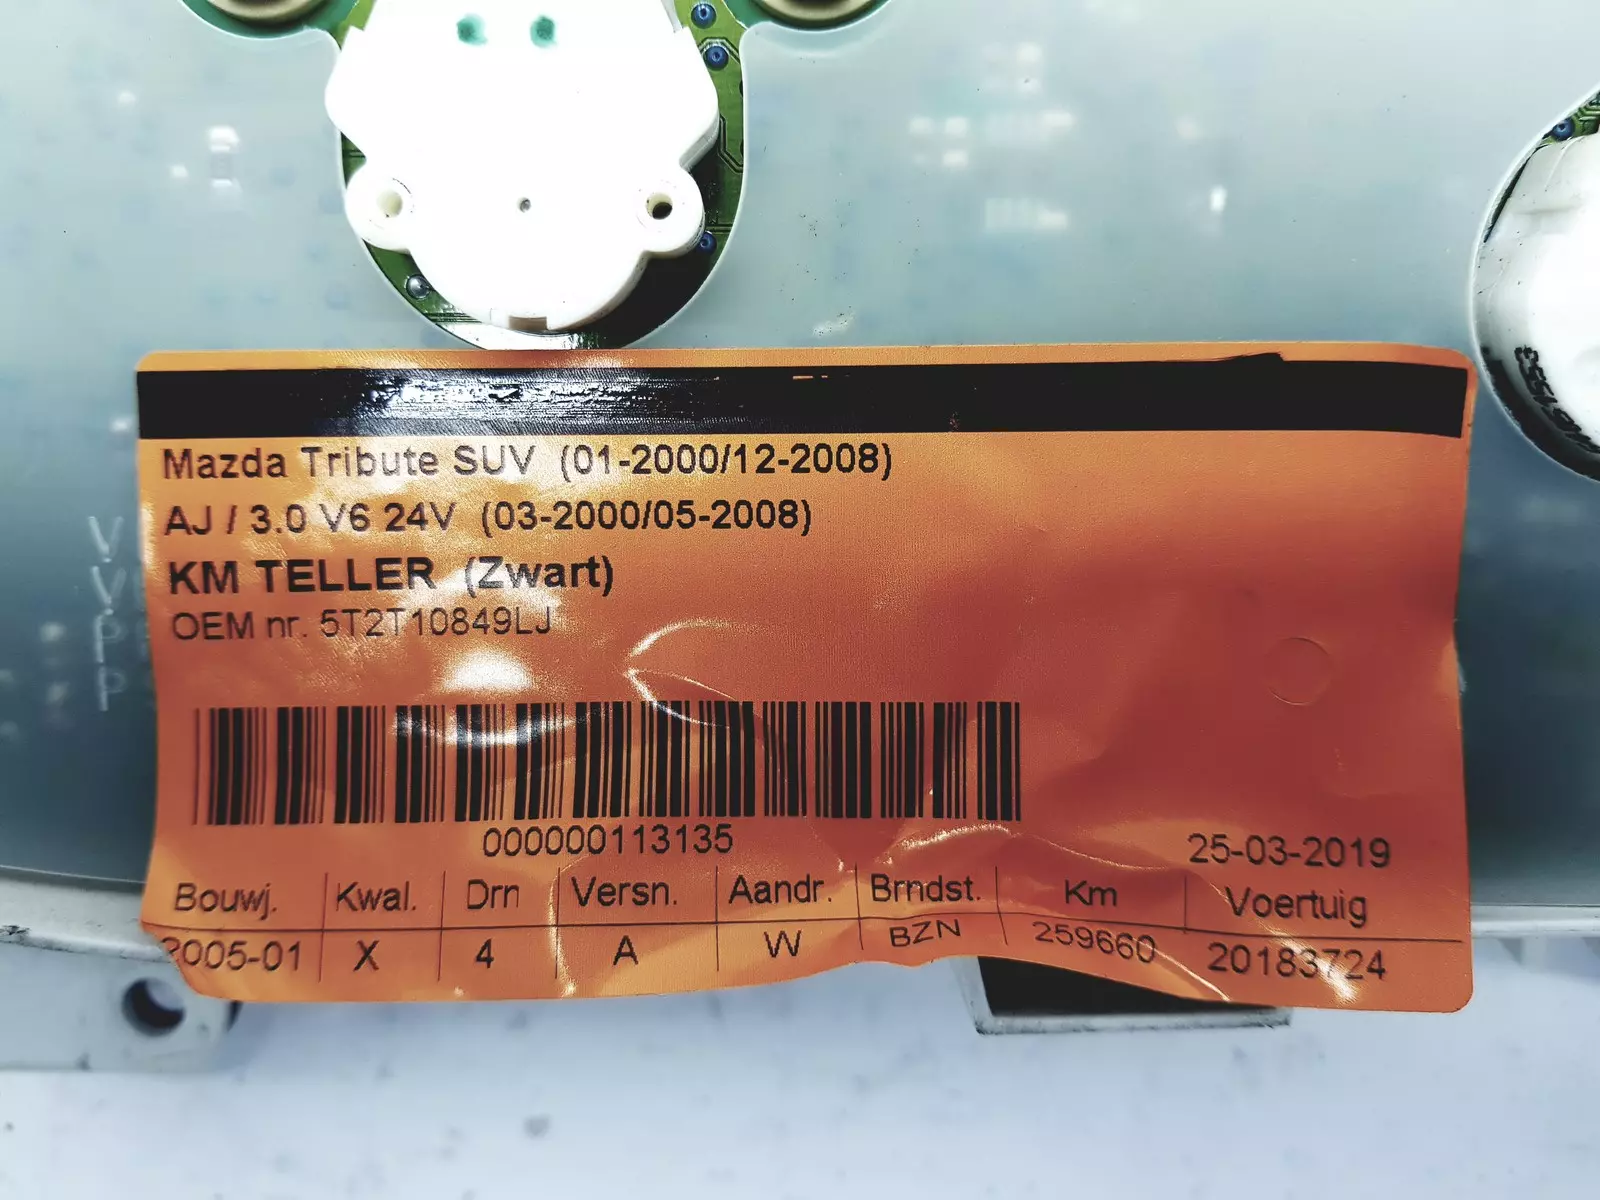 Mazda Tribute SUV (01-2000/12-2008)
AJ / 3.0 V6 24V (03-2000/05-2008)
KM TELLER (Zwart)
OEM nr. 5T2T10849LJ
000000113135
25-03-2019
Bouwj. Kwal. Drn Versn. Aandr. Brndst. Km Voertuig
2005-01 X 4 A W BZN 259660 20183724